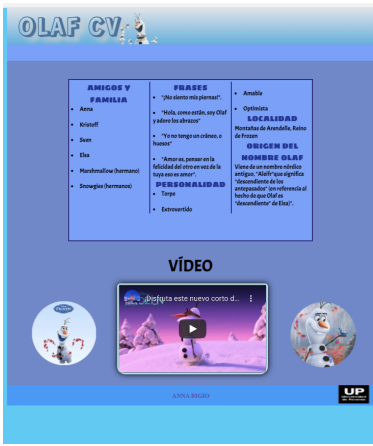 OLAF CV
AMIGOS Y
FAMILIA
• Anna
• Kristoff
• Sven
• Elsa
• Marshmallow (hermano)
• Snowgies (hermanos)
FRASES
• "¡No siento mis piernas!".
• "Hola, como están, soy Olaf
y adoro los abrazos"
• "Yo no tengo un cráneo, o
huesos"
• "Amor es, pensar en la
felicidad del otro en vez de la
tuya eso es amor".
PERSONALIDAD
• Torpe
• Extrovertido
• Amable
• Optimista
LOCALIDAD
Montañas de Arendelle, Reino
de Frozen
ORIGEN DEL
NOMBRE OLAF
Viene de un nombre nórdico
antiguo, "Aleifr"que significa
"descendiente de los
antepasados" (en referencia al
hecho de que Olaf es
"descendiente" de Elsa)".
VÍDEO
Disfruta este nuevo corto d...
ANNA RIGIO
UP